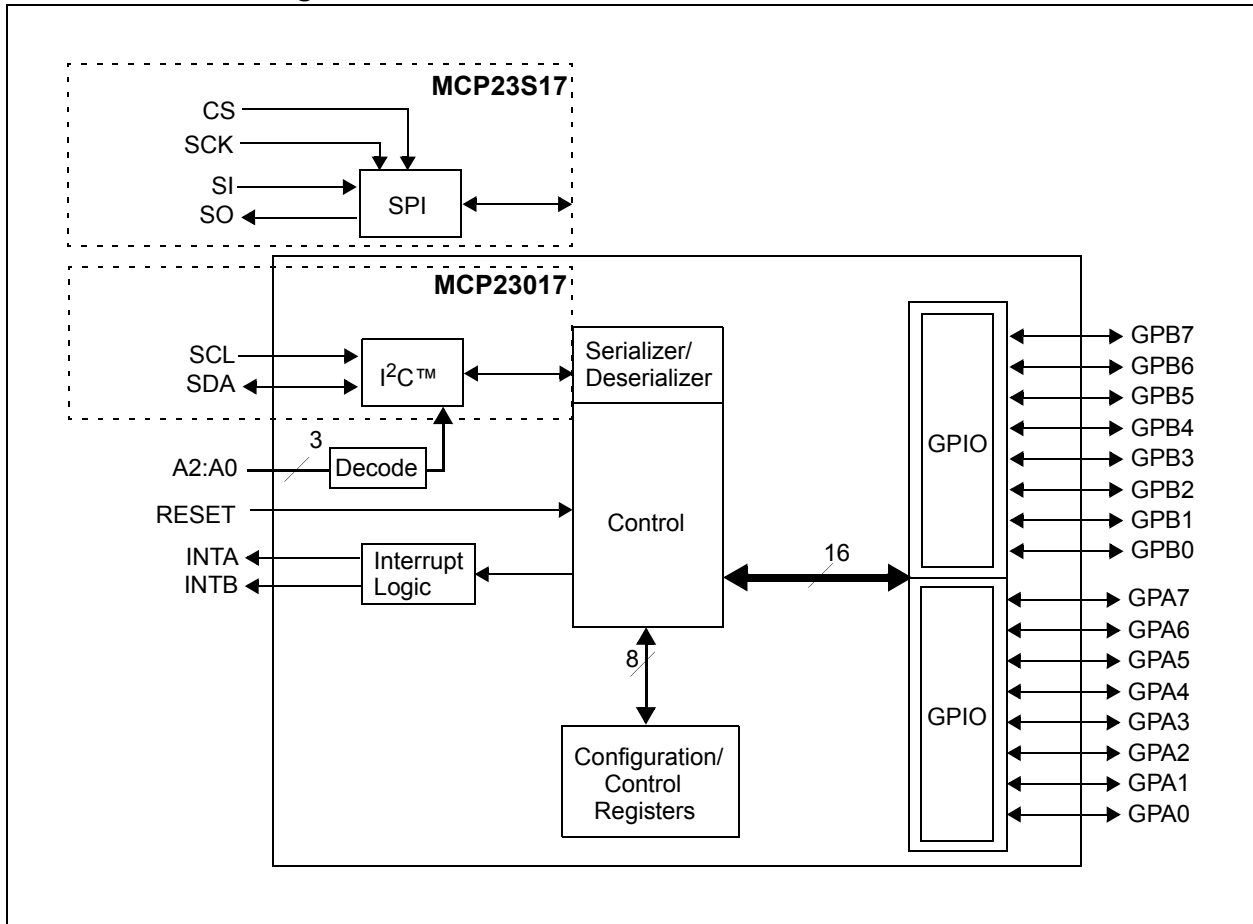 MCP23S17
CS
SCK
SI
SO
SPI
MCP23017
SCL
SDA
I²C™
Serializer/
Deserializer
3
A2:A0
Decode
RESET
Control
INTA
INTB
Interrupt
Logic
16
8
Configuration/
Control
Registers
GPIO
GPB7
GPB6
GPB5
GPB4
GPB3
GPB2
GPB1
GPB0
GPIO
GPA7
GPA6
GPA5
GPA4
GPA3
GPA2
GPA1
GPA0